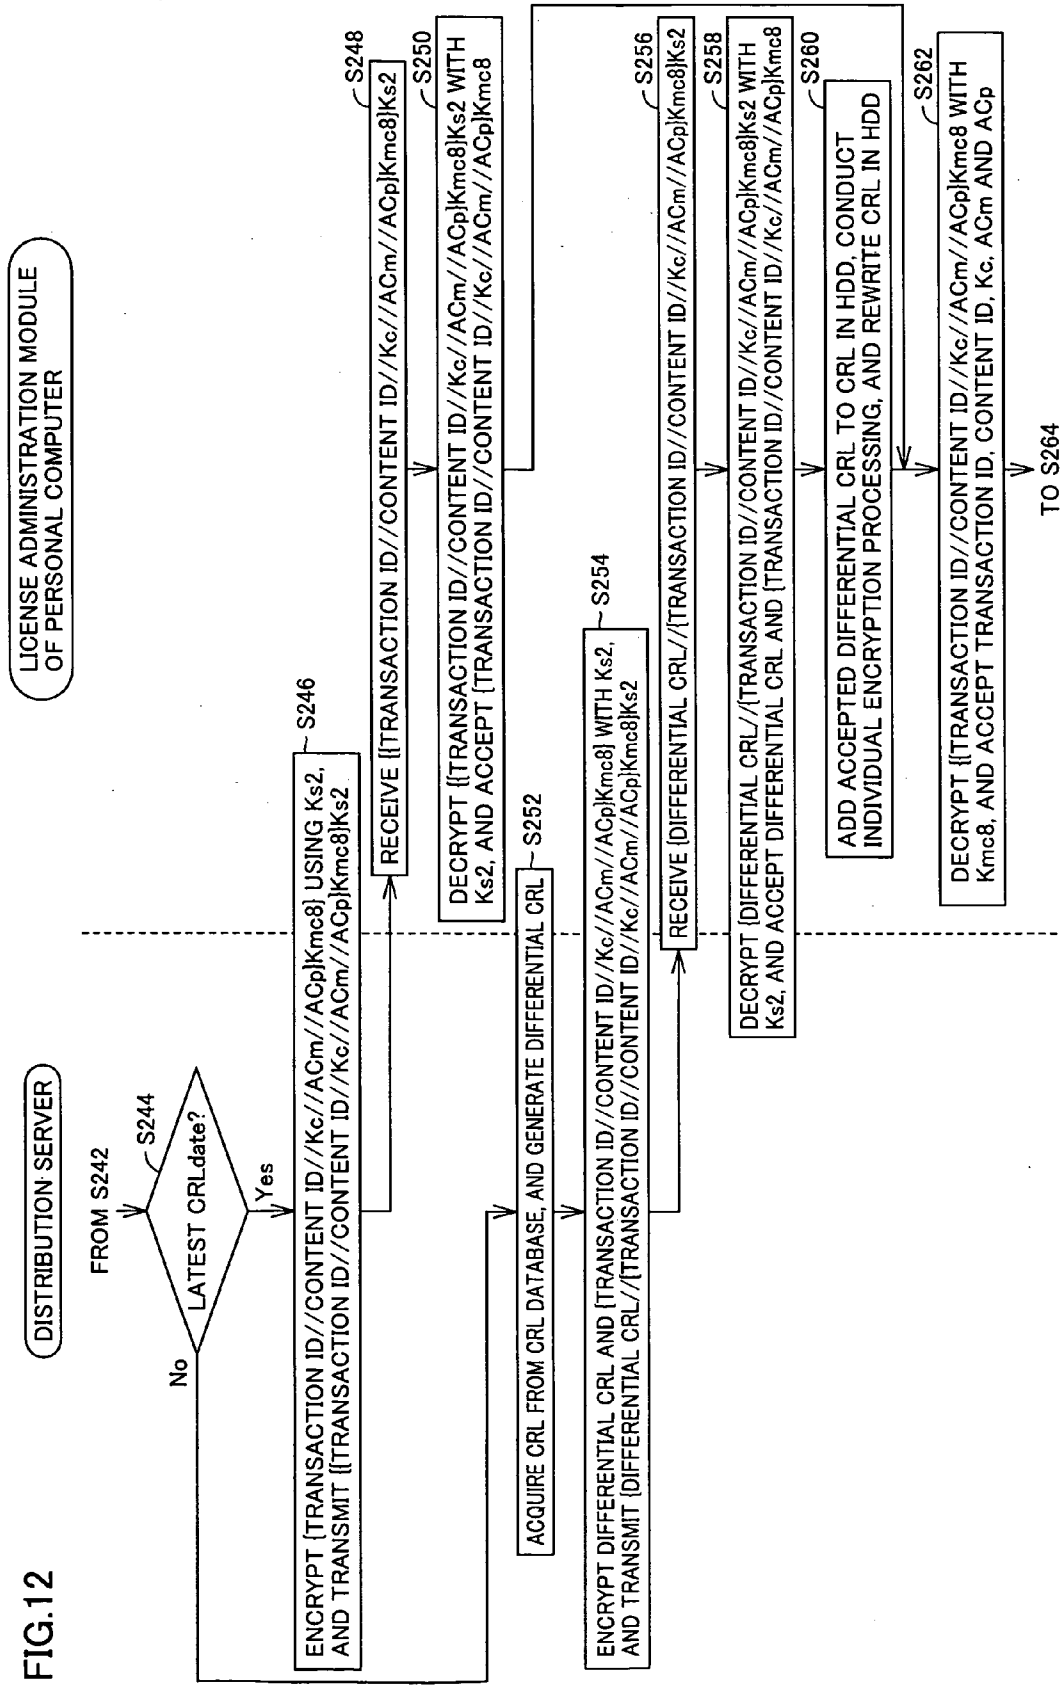 FIG.12
DISTRIBUTION SERVER
LICENSE ADMINISTRATION MODULE
OF PERSONAL COMPUTER
FROM S242
S244
LATEST CRLdate?
No
Yes
S246
ENCRYPT {TRANSACTION ID//CONTENT ID//Kc//ACm//ACp}Kmc8} USING Ks2,
AND TRANSMIT {{TRANSACTION ID//CONTENT ID//Kc//ACm//ACp}Kmc8}Ks2
S248
RECEIVE {{TRANSACTION ID//CONTENT ID//Kc//ACm//ACp}Kmc8}Ks2
S250
DECRYPT {{TRANSACTION ID//CONTENT ID//Kc//ACm//ACp}Kmc8}Ks2 WITH
Ks2, AND ACCEPT {TRANSACTION ID//CONTENT ID//Kc//ACm//ACp}Kmc8
S252
ACQUIRE CRL FROM CRL DATABASE, AND GENERATE DIFFERENTIAL CRL
S254
ENCRYPT DIFFERENTIAL CRL AND {TRANSACTION ID//CONTENT ID//Kc//ACm//ACp}Kmc8} WITH Ks2,
AND TRANSMIT {DIFFERENTIAL CRL//{TRANSACTION ID//CONTENT ID//Kc//ACm//ACp}Kmc8}Ks2
S256
RECEIVE {DIFFERENTIAL CRL//{TRANSACTION ID//CONTENT ID//Kc//ACm//ACp}Kmc8}Ks2
S258
DECRYPT {DIFFERENTIAL CRL//{TRANSACTION ID//CONTENT ID//Kc//ACm//ACp}Kmc8}Ks2 WITH
Ks2, AND ACCEPT DIFFERENTIAL CRL AND {TRANSACTION ID//CONTENT ID//Kc//ACm//ACp}Kmc8
S260
ADD ACCEPTED DIFFERENTIAL CRL TO CRL IN HDD, CONDUCT
INDIVIDUAL ENCRYPTION PROCESSING, AND REWRITE CRL IN HDD
S262
DECRYPT {{TRANSACTION ID//CONTENT ID//Kc//ACm//ACp}Kmc8 WITH
Kmc8, AND ACCEPT TRANSACTION ID, CONTENT ID, Kc, ACm AND ACp
TO S264